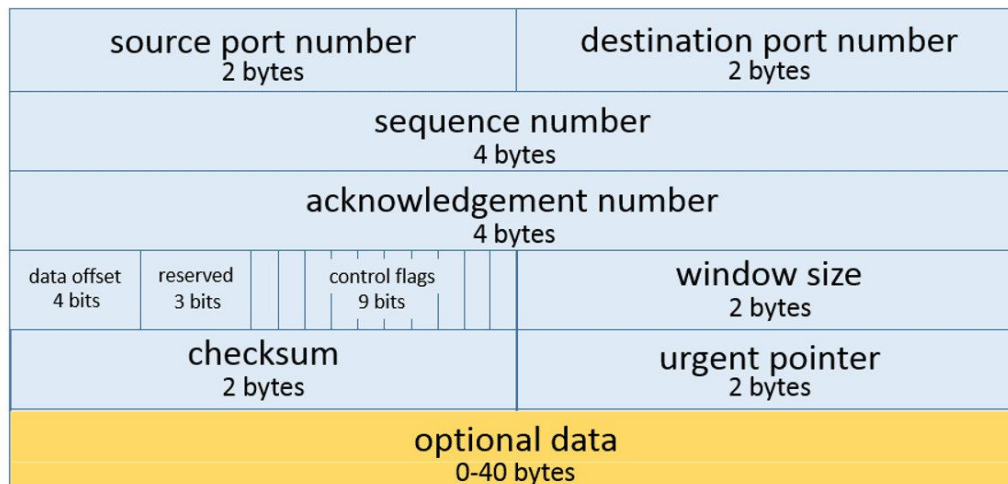 source port number
2 bytes
destination port number
2 bytes
sequence number
4 bytes
acknowledgement number
4 bytes
data offset
4 bits
reserved
3 bits
control flags
9 bits
window size
2 bytes
checksum
2 bytes
urgent pointer
2 bytes
optional data
0-40 bytes